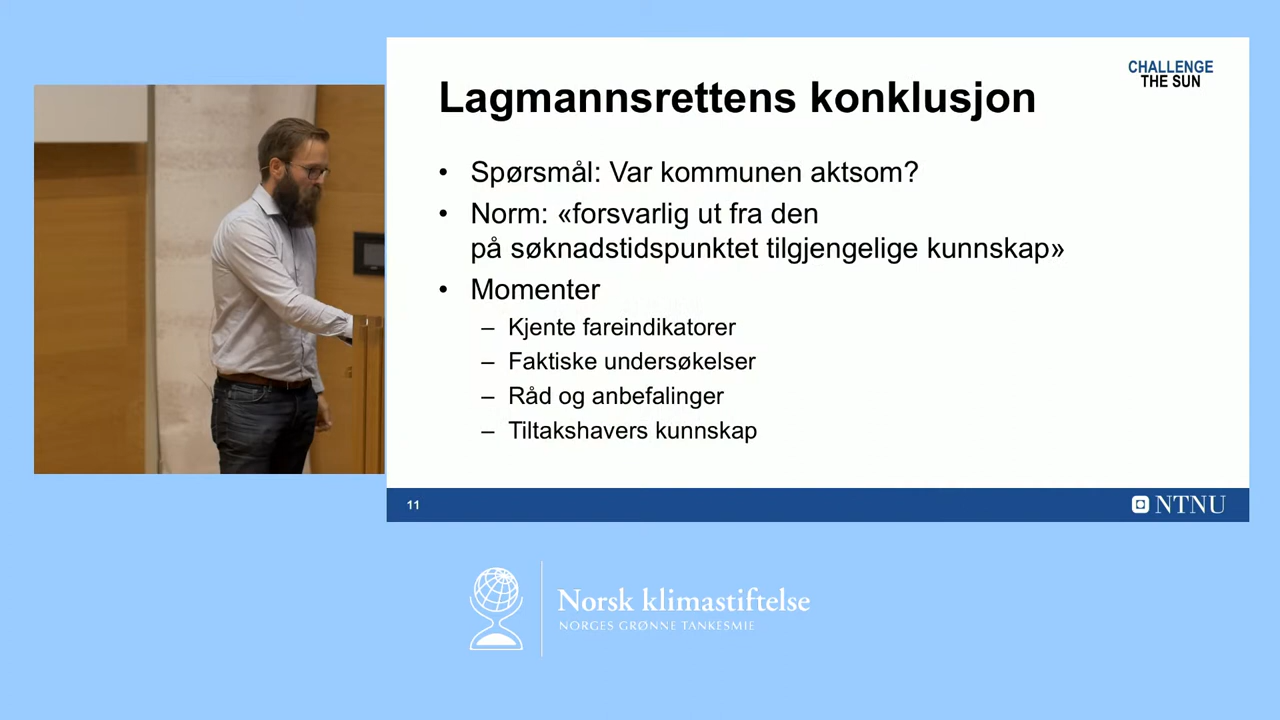 CHALLENGE
THE SUN
Lagmannsrettens konklusjon
• Spørsmål: Var kommunen aktsom?
• Norm: «forsvarlig ut fra den
på søknadstidspunktet tilgjengelige kunnskap»
• Momenter
– Kjente fareindikatorer
– Faktiske undersøkelser
– Råd og anbefalinger
– Tiltakshavers kunnskap
11
NTNU
Norsk klimastiftelse
NORGES GRØNNE TANKESMIE